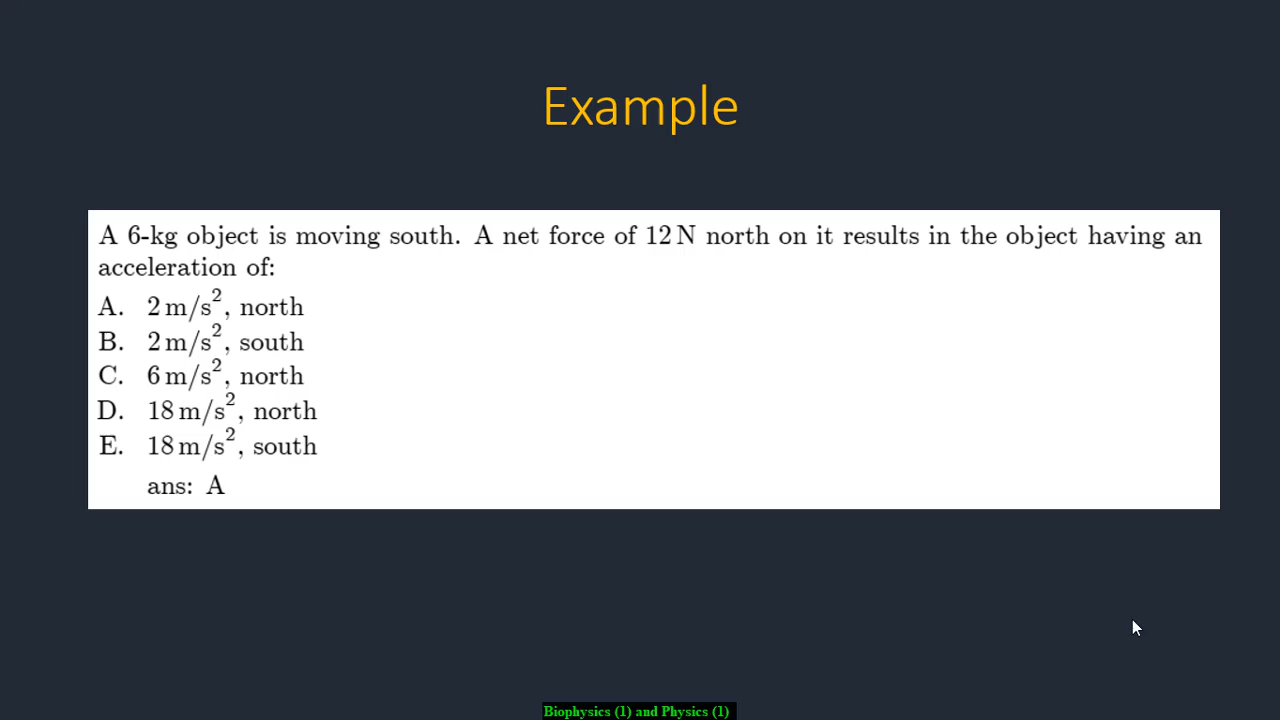 Example
A 6-kg object is moving south. A net force of 12 N north on it results in the object having an
acceleration of:
A. 2 m/s², north
B. 2 m/s², south
C. 6 m/s², north
D. 18 m/s², north
E. 18 m/s², south
ans: A
Biophysics (1) and Physics (1)